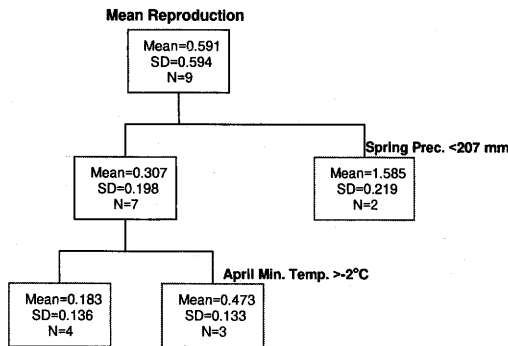 Mean Reproduction
Mean=0.591
SD=0.594
N=9
Spring Prec. <207 mm
Mean=0.307
SD=0.198
N=7
Mean=1.585
SD=0.219
N=2
April Min. Temp. >-2°C
Mean=0.183
SD=0.136
N=4
Mean=0.473
SD=0.133
N=3